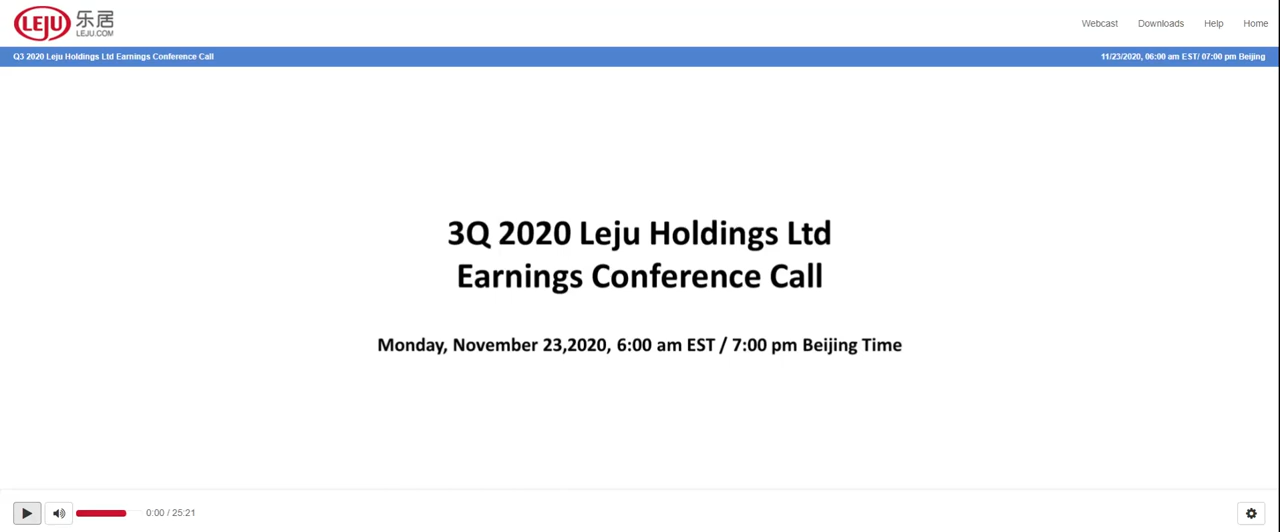 LEJU 乐居
LEJU.COM
Webcast Downloads Help Home
Q3 2020 Leju Holdings Ltd Earnings Conference Call
11/23/2020, 06:00 am EST/ 07:00 pm Beijing
3Q 2020 Leju Holdings Ltd
Earnings Conference Call
Monday, November 23,2020, 6:00 am EST / 7:00 pm Beijing Time
0:00 / 25:21